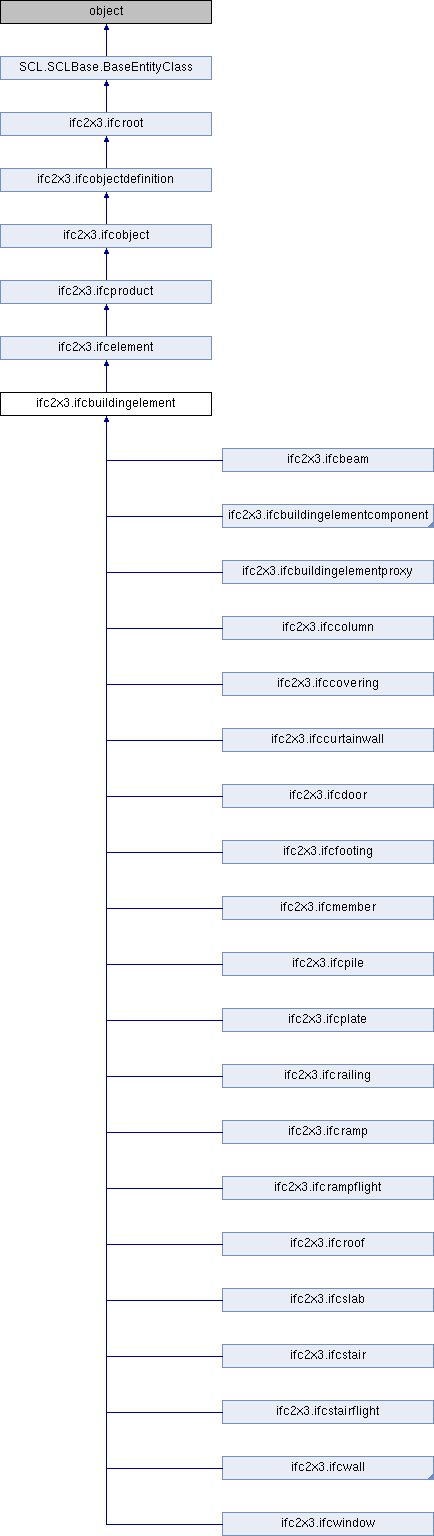 object
SCL.SCLBase.BaseEntityClass
ifc2x3.ifcroot
ifc2x3.ifcobjectdefinition
ifc2x3.ifcobject
ifc2x3.ifcproduct
ifc2x3.ifcelement
ifc2x3.ifcbuildingelement
ifc2x3.ifcbeam
ifc2x3.ifcbuildingelementcomponent
ifc2x3.ifcbuildingelementproxy
ifc2x3.ifccolumn
ifc2x3.ifccovering
ifc2x3.ifccurtainwall
ifc2x3.ifcdoor
ifc2x3.ifcfooting
ifc2x3.ifcmember
ifc2x3.ifcpile
ifc2x3.ifcplate
ifc2x3.ifcrailing
ifc2x3.ifcramp
ifc2x3.ifcrampflight
ifc2x3.ifcroof
ifc2x3.ifcslab
ifc2x3.ifcstair
ifc2x3.ifcstairflight
ifc2x3.ifcwall
ifc2x3.ifcwindow